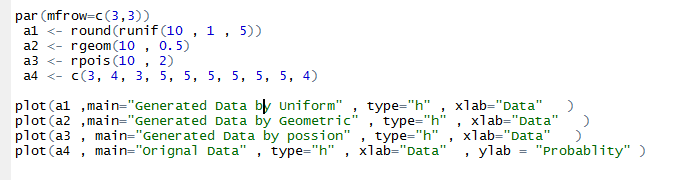 par(mfrow=c(3,3))
a1 <- round(runif(10 , 1 , 5))
a2 <- rgeom(10 , 0.5)
a3 <- rpois(10 , 2)
a4 <- c(3, 4, 3, 5, 5, 5, 5, 5, 5, 4)
plot(a1 ,main="Generated Data by Uniform" , type="h" , xlab="Data"   )
plot(a2 ,main="Generated Data by Geometric" , type="h" , xlab="Data"   )
plot(a3 , main="Generated Data by possion" , type="h" , xlab="Data"   )
plot(a4 , main="Orignal Data" , type="h" , xlab="Data"  , ylab = "Probablity" )